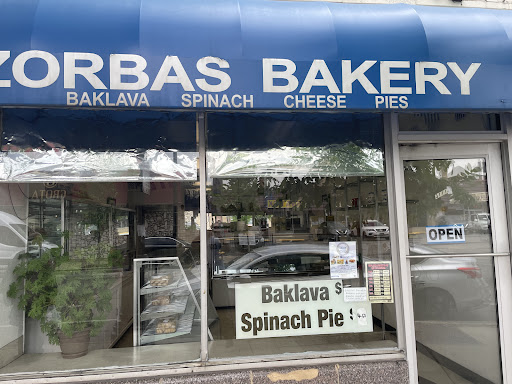 ZORBAS BAKERY
BAKLAVA SPINACH CHEESE PIES
OPEN
Baklava $
Spinach Pie $